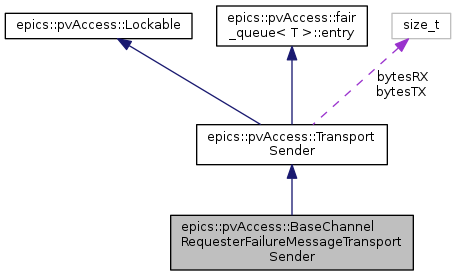 epics::pvAccess::Lockable
epics::pvAccess::fair
_queue< T >::entry
size_t
bytesRX
bytesTX
epics::pvAccess::Transport
Sender
epics::pvAccess::BaseChannel
RequesterFailureMessageTransport
Sender